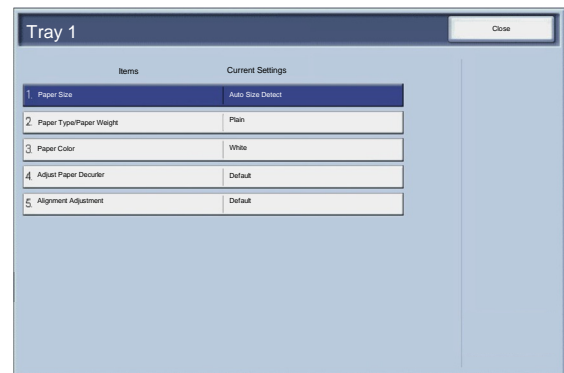 Tray 1
Close
Items Current Settings
1. Paper Size Auto Size Detect
2. Paper Type/Paper Weight Plain
3. Paper Color White
4. Adjust Paper Decurler Default
5. Alignment Adjustment Default